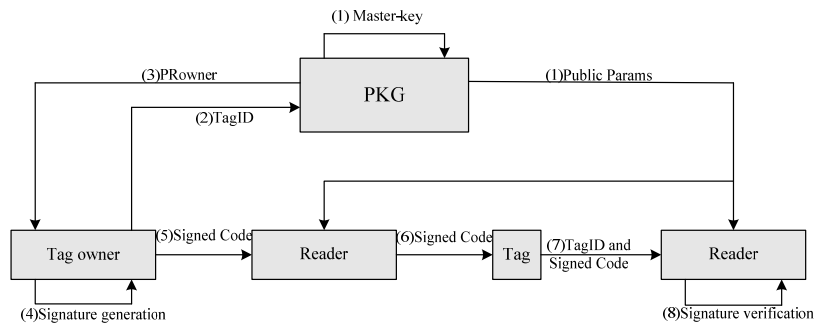 (1) Master-key
(3)PRowner
PKG
(1)Public Params
(2)TagID
Tag owner
(5)Signed Code
Reader
(6)Signed Code
Tag
(7)TagID and
Signed Code
Reader
(4)Signature generation
(8)Signature verification